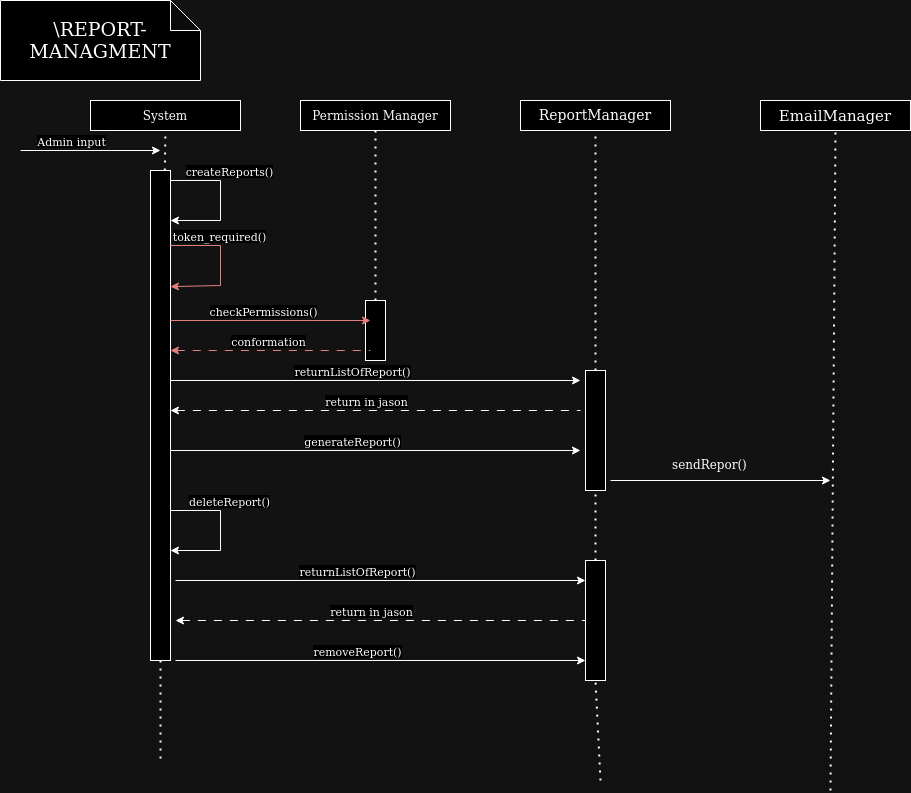 \REPORT-
MANAGMENT
System
Permission Manager
ReportManager
EmailManager
Admin input
createReports()
token_required()
checkPermissions()
conformation
returnListOfReport()
return in jason
generateReport()
sendRepor()
deleteReport()
returnListOfReport()
return in jason
removeReport()